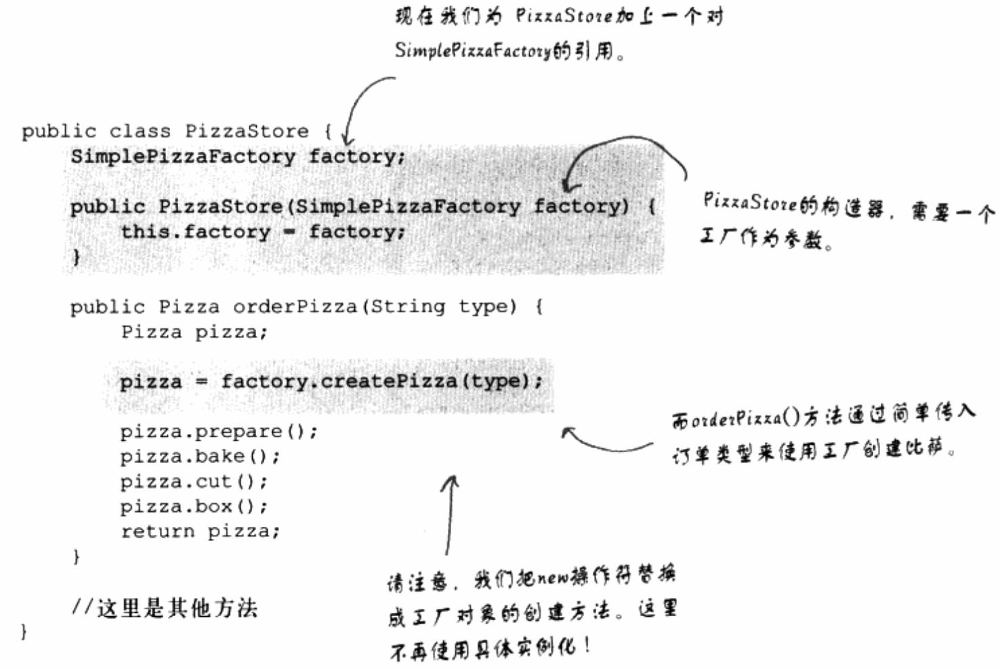 现在我们为 PizzaStore加上一个对
SimplePizzaFactory的引用。
public class PizzaStore {
SimplePizzaFactory factory;
public PizzaStore(SimplePizzaFactory factory) {
this.factory = factory;
}
PizzaStore的构造器，需要一个
工厂作为参数。
public Pizza orderPizza(String type) {
Pizza pizza;
pizza = factory.createPizza(type);
pizza.prepare();
pizza.bake();
pizza.cut();
pizza.box();
return pizza;
}
而orderPizza()方法通过简单传入
订单类型来使用工厂创建比萨。
请注意，我们把new操作符替换
成工厂对象的创建方法。这里
不再使用具体实例化！
//这里是其他方法
}